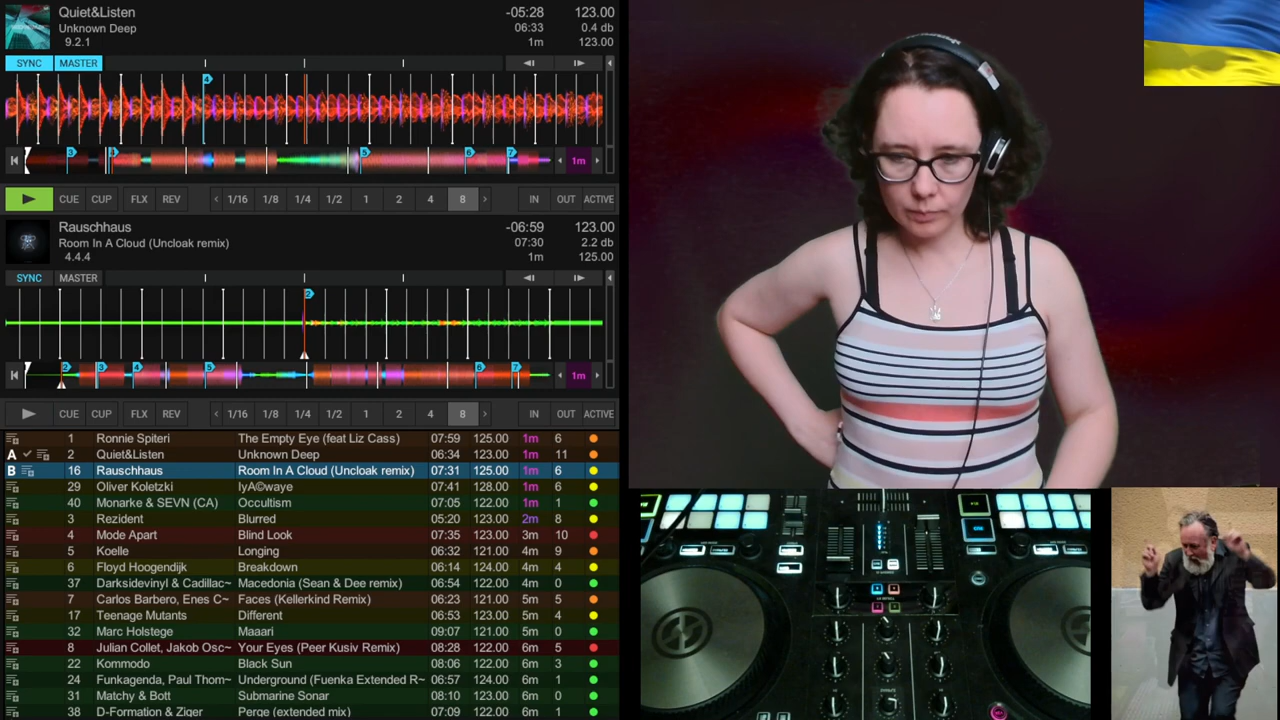 Quiet&Listen -05:28 123.00
Unknown Deep 06:33 0.4 db
9.2.1 1m 123.00
SYNC MASTER
4
3 4 5 6 7 1m
CUE CUP FLX REV 1/16 1/8 1/4 1/2 1 2 4 8 IN OUT ACTIVE
Rauschhaus -06:59 123.00
Room In A Cloud (Uncloak remix) 07:30 2.2 db
4.4.4 1m 125.00
SYNC MASTER
2
2 3 4 5 6 7 1m
CUE CUP FLX REV 1/16 1/8 1/4 1/2 1 2 4 8 IN OUT ACTIVE
1 Ronnie Spiteri The Empty Eye (feat Liz Cass) 07:59 125.00 1m 6
A 2 Quiet&Listen Unknown Deep 06:34 123.00 1m 11
B 16 Rauschhaus Room In A Cloud (Uncloak remix) 07:31 125.00 1m 6
29 Oliver Koletzki IyA©waye 07:41 128.00 1m 6
40 Monarke & SEVN (CA) Occultism 07:05 122.00 1m 1
3 Rezident Blurred 05:20 123.00 2m 8
4 Mode Apart Blind Look 07:35 123.00 3m 10
5 Koelle Longing 06:32 121.00 4m 9
6 Floyd Hoogendijk Breakdown 06:14 124.00 4m 4
37 Darksidevinyl & Cadillac~ Macedonia (Sean & Dee remix) 06:54 122.00 4m 0
7 Carlos Barbero, Enes C~ Faces (Kellerkind Remix) 06:23 121.00 5m 5
17 Teenage Mutants Different 06:53 123.00 5m 4
32 Marc Holstege Maaari 09:07 121.00 5m 0
8 Julian Collet, Jakob Osc~ Your Eyes (Peer Kusiv Remix) 08:28 122.00 6m 5
22 Kommodo Black Sun 08:06 122.00 6m 3
24 Funkagenda, Paul Thom~ Underground (Fuenka Extended R~ 06:57 124.00 6m 1
31 Matchy & Bott Submarine Sonar 08:10 123.00 6m 0
38 D-Formation & Ziger Perge (extended mix) 07:09 122.00 6m 1